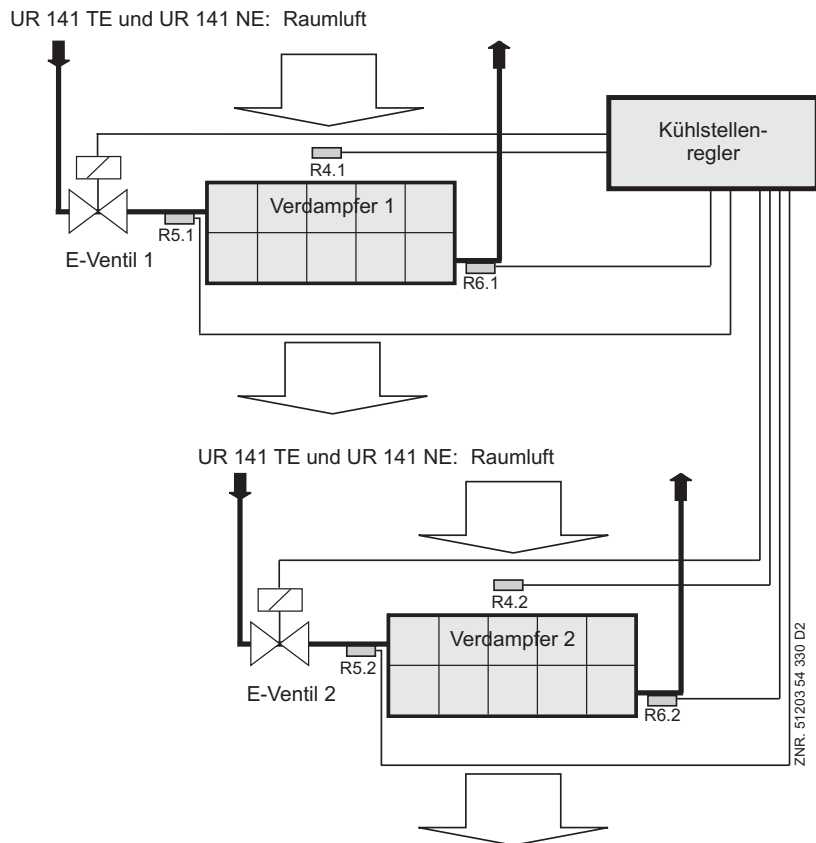 UR 141 TE und UR 141 NE:  Raumluft
Kühlstellen-
regler
R4.1
Verdampfer 1
R5.1
E-Ventil 1
R6.1
UR 141 TE und UR 141 NE:  Raumluft
R4.2
Verdampfer 2
R5.2
E-Ventil 2
R6.2
ZNR. 51203 54 330 D2